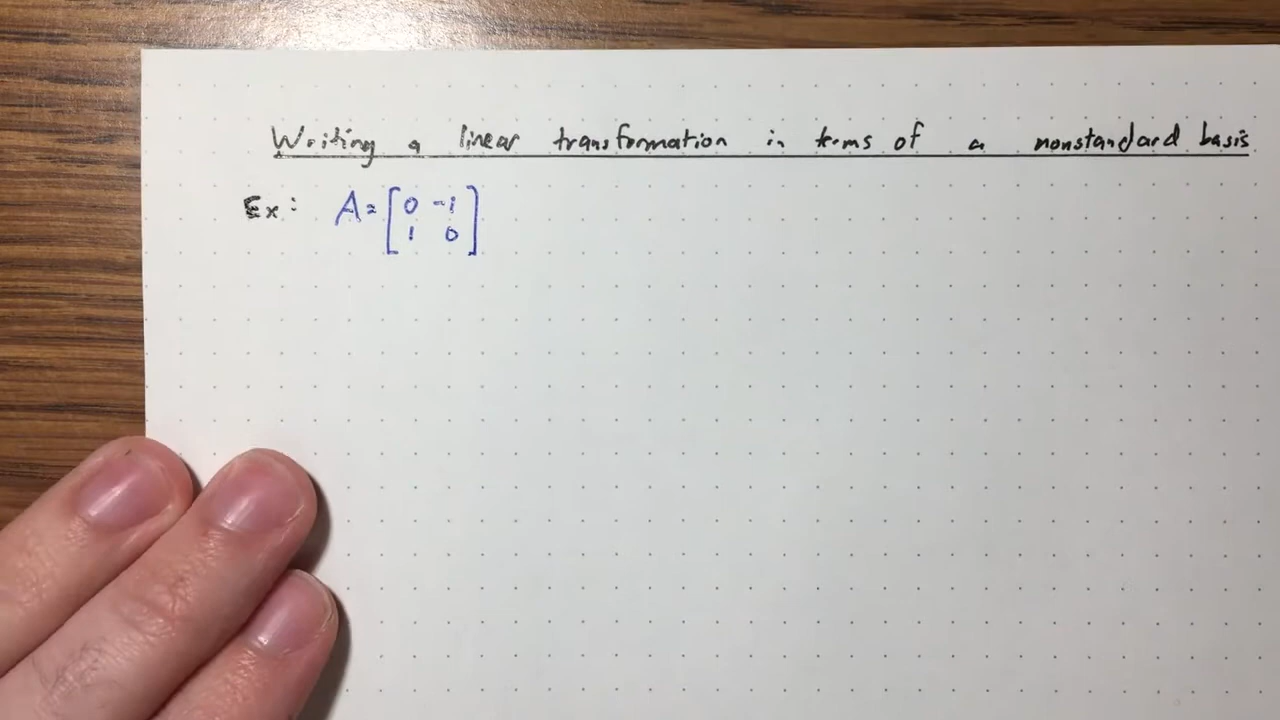 Writing a linear transformation in terms of a nonstandard basis
Ex: A = [0 -1
1 0]